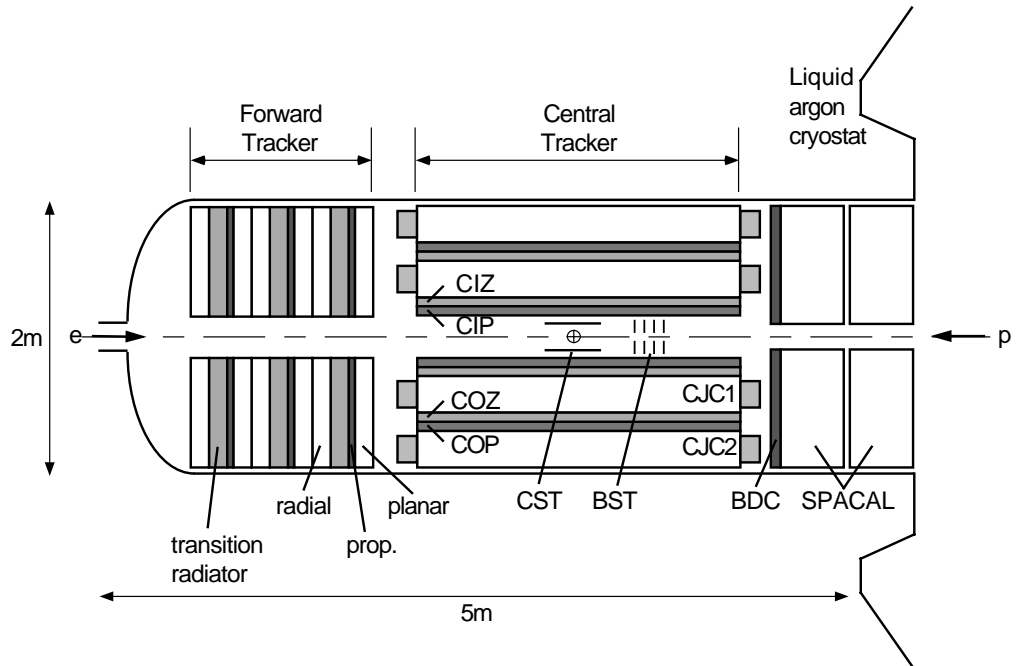 Liquid
argon
cryostat
Forward
Tracker
Central
Tracker
CIZ
CIP
2m
e
p
COZ
COP
CJC1
CJC2
radial
planar
CST
BST
BDC
SPACAL
transition
radiator
prop.
5m